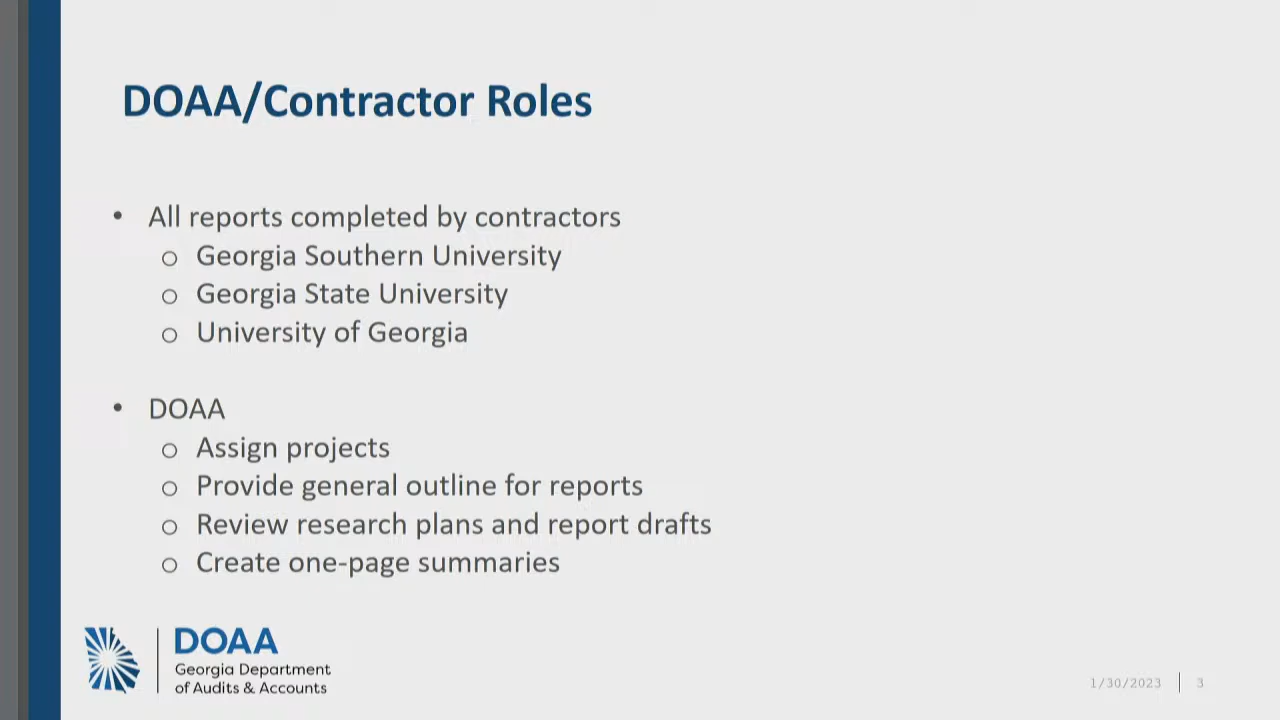 DOAA/Contractor Roles
• All reports completed by contractors
o Georgia Southern University
o Georgia State University
o University of Georgia
• DOAA
o Assign projects
o Provide general outline for reports
o Review research plans and report drafts
o Create one-page summaries
DOAA
Georgia Department
of Audits & Accounts
1/30/2023 | 3